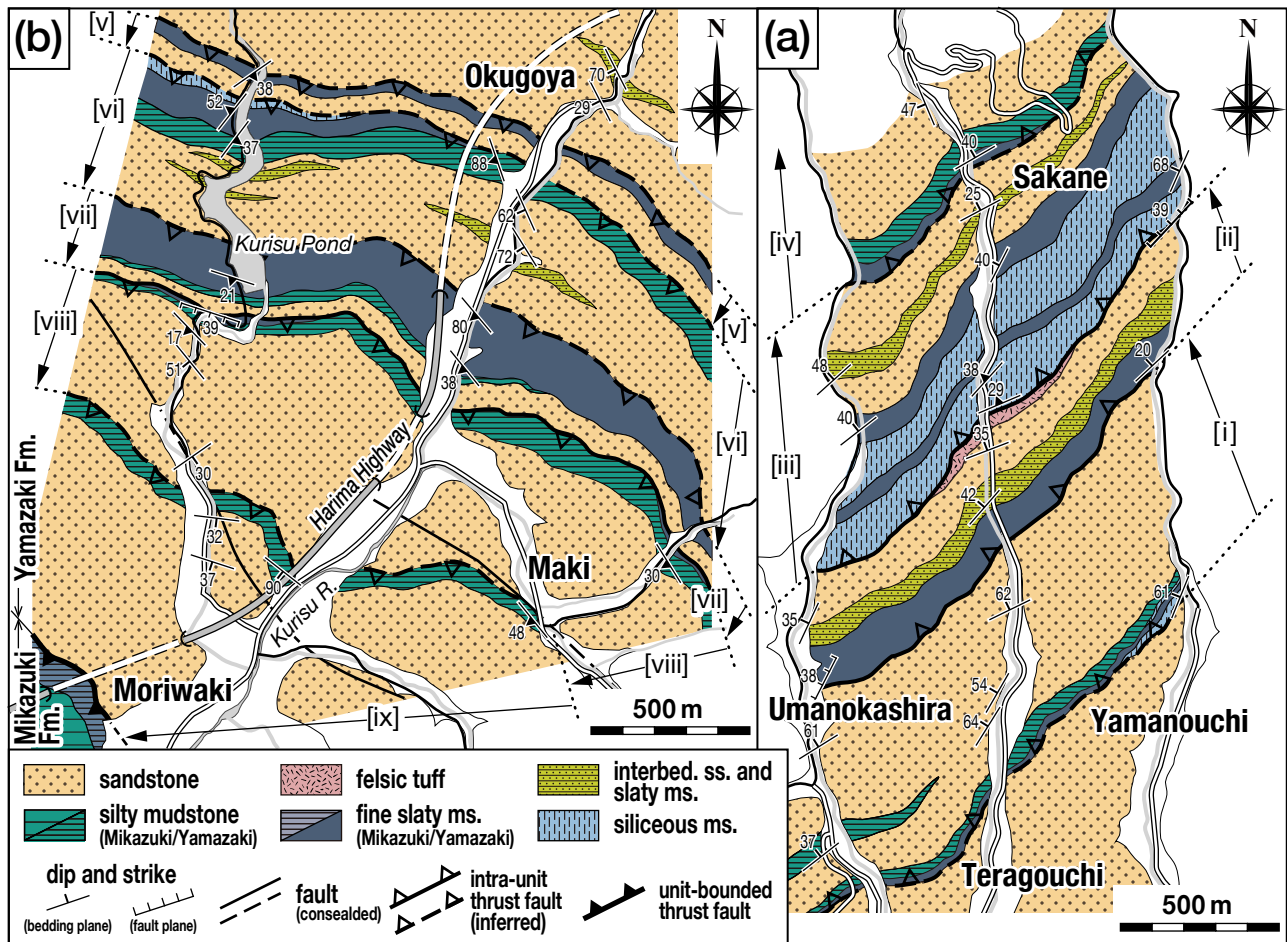 (b)
[v]
[vi]
[vii]
[viii]
Okugoya
N
70
29
38
52
37
88
62
72
Kurisu Pond
21
39
17
51
80
38
[v]
[vi]
[vii]
[viii]
[ix]
Harima Highway
30
32
37
90
Kurisu R.
Maki
30
48
Moriwaki
Yamazaki Fm.
Mikazuki
Fm.
500 m
(a)
N
47
40
Sakane
25
68
39
[iv]
[ii]
40
48
40
38
29
35
20
[iii]
[i]
42
35
62
61
38
54
64
Umanokashira
Yamanouchi
61
37
Teragouchi
500 m
sandstone
felsic tuff
interbed. ss. and
slaty ms.
silty mudstone
(Mikazuki/Yamazaki)
fine slaty ms.
(Mikazuki/Yamazaki)
siliceous ms.
dip and strike
(bedding plane)
(fault plane)
fault
(consealded)
intra-unit
thrust fault
(inferred)
unit-bounded
thrust fault